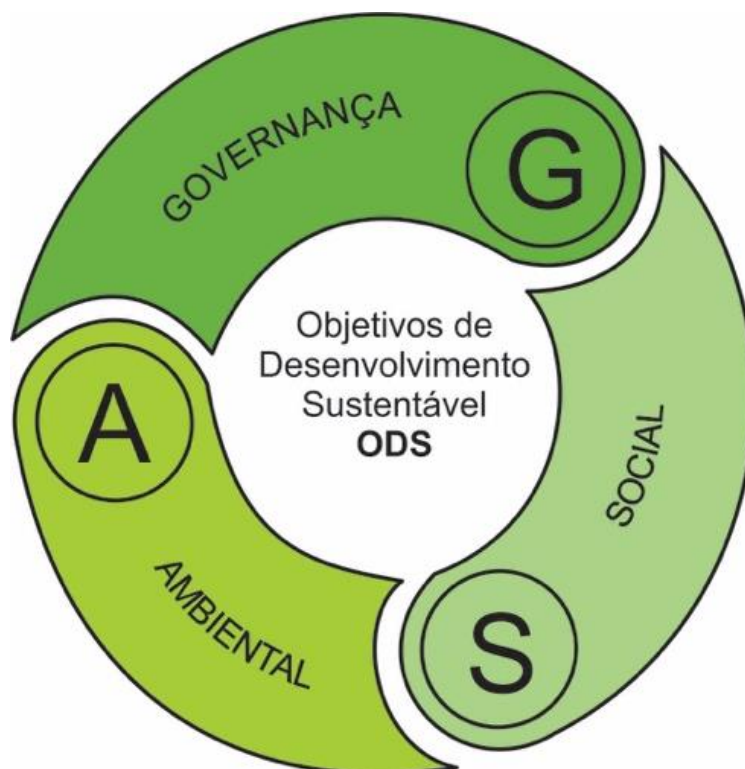 GOVERNANÇA
G
Objetivos de
Desenvolvimento
Sustentável
ODS
A
SOCIAL
AMBIENTAL
S